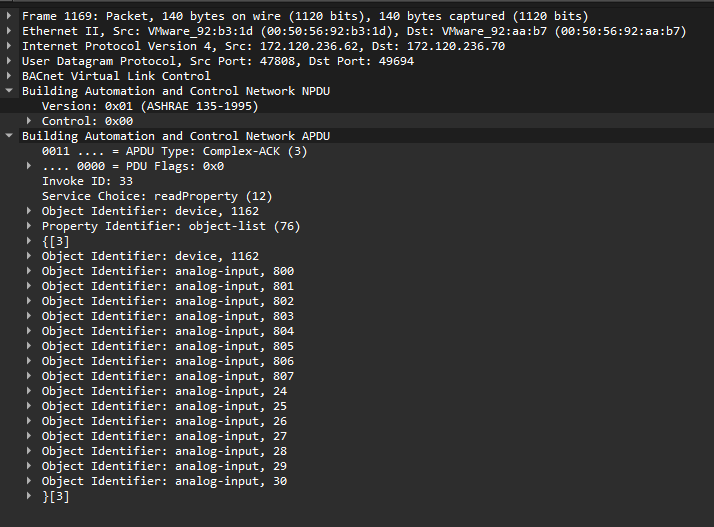 Frame 1169: Packet, 140 bytes on wire (1120 bits), 140 bytes captured (1120 bits)
Ethernet II, Src: VMware_92:b3:1d (00:50:56:92:b3:1d), Dst: VMware_92:aa:b7 (00:50:56:92:aa:b7)
Internet Protocol Version 4, Src: 172.120.236.62, Dst: 172.120.236.70
User Datagram Protocol, Src Port: 47808, Dst Port: 49694
BACnet Virtual Link Control
Building Automation and Control Network NPDU
Version: 0x01 (ASHRAE 135-1995)
Control: 0x00
Building Automation and Control Network APDU
0011 .... = APDU Type: Complex-ACK (3)
.... 0000 = PDU Flags: 0x0
Invoke ID: 33
Service Choice: readProperty (12)
Object Identifier: device, 1162
Property Identifier: object-list (76)
{[3]
Object Identifier: device, 1162
Object Identifier: analog-input, 800
Object Identifier: analog-input, 801
Object Identifier: analog-input, 802
Object Identifier: analog-input, 803
Object Identifier: analog-input, 804
Object Identifier: analog-input, 805
Object Identifier: analog-input, 806
Object Identifier: analog-input, 807
Object Identifier: analog-input, 24
Object Identifier: analog-input, 25
Object Identifier: analog-input, 26
Object Identifier: analog-input, 27
Object Identifier: analog-input, 28
Object Identifier: analog-input, 29
Object Identifier: analog-input, 30
}[3]